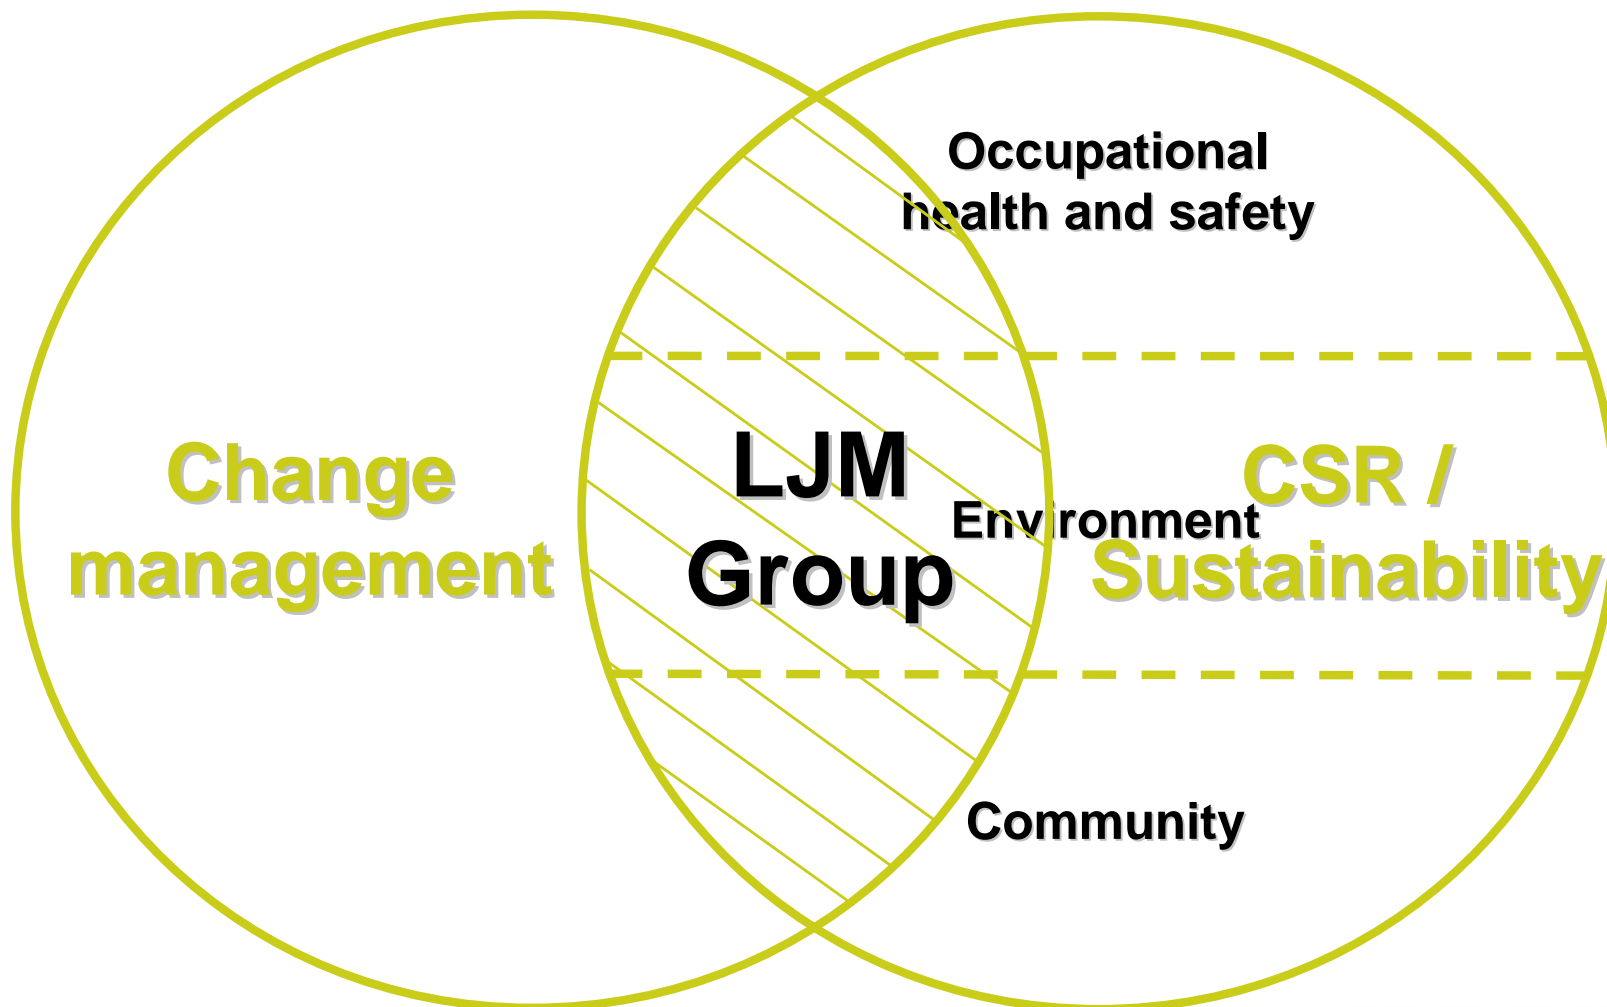 Occupational
health and safety
Change
management
LJM
Group
Environment
CSR /
Sustainability
Community